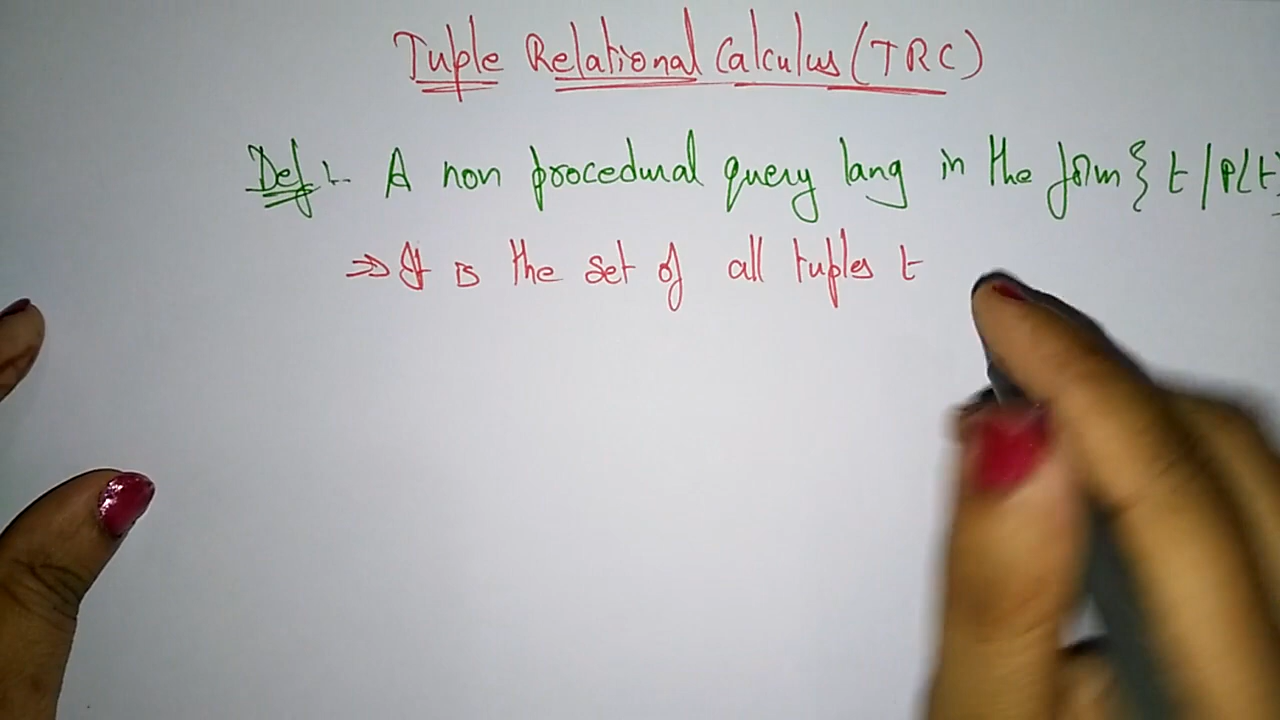 Tuple Relational Calculus (TRC)
Def :- A non procedural query lang in the form } t / P(t)
⇒ It is the set of all tuples t